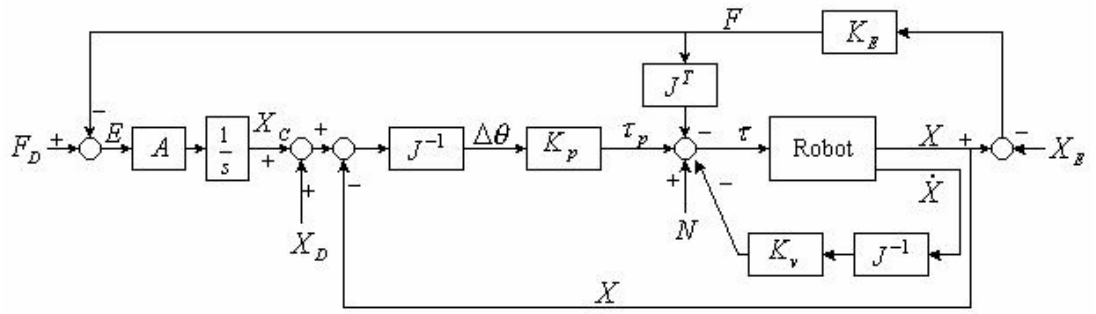 F
K_E
J^T
−
−
F_D + E A 1/s X_c + + J^{-1} Δθ K_p τ_p − τ Robot X + − X_E
+ − + − Ẋ
X_D N K_v J^{-1}
X